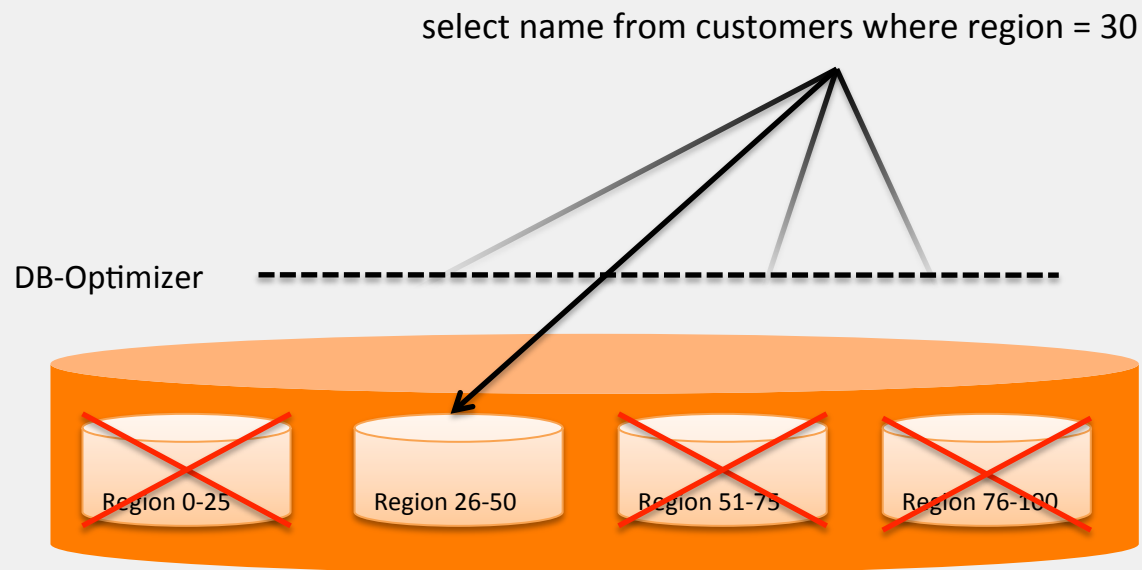 select name from customers where region = 30
DB-Optimizer
Region 0-25
Region 26-50
Region 51-75
Region 76-100